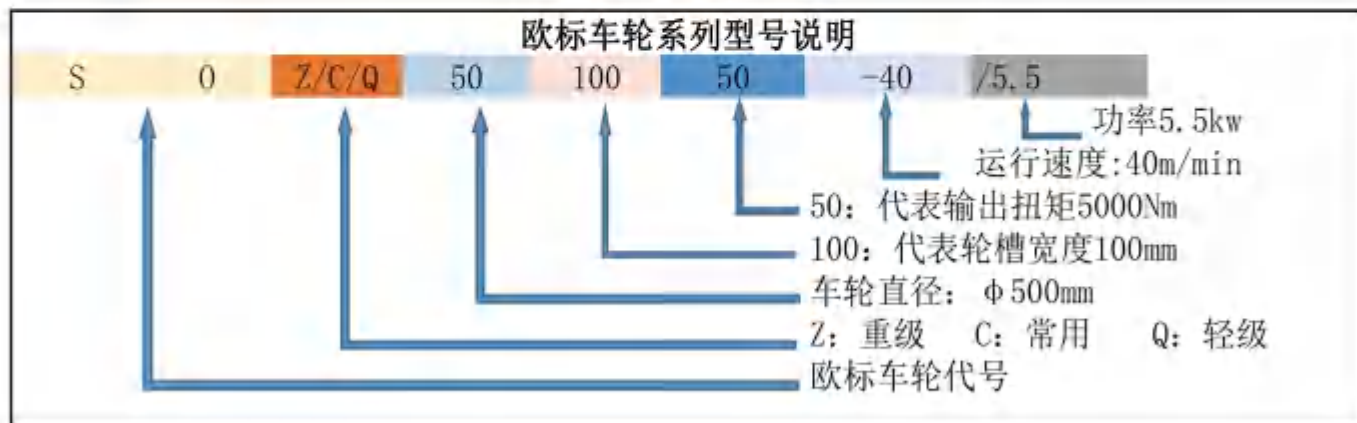 欧标车轮系列型号说明
S O Z/C/Q 50 100 50 -40 /5.5
功率5.5kw
运行速度:40m/min
50：代表输出扭矩5000Nm
100：代表轮槽宽度100mm
车轮直径：φ500mm
Z：重级 C：常用 Q：轻级
欧标车轮代号